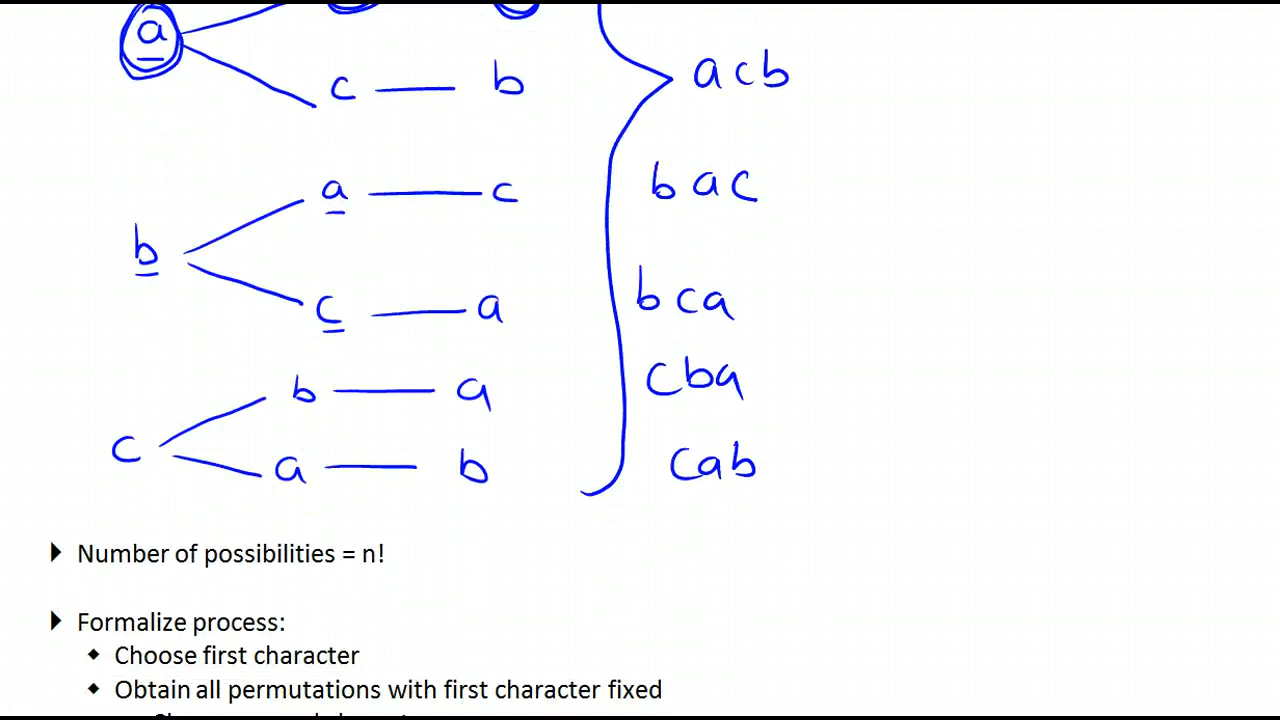 a
c b acb
a c bac
b
c a bca
b a cba
c
a b cab
Number of possibilities = n!
Formalize process:
Choose first character
Obtain all permutations with first character fixed